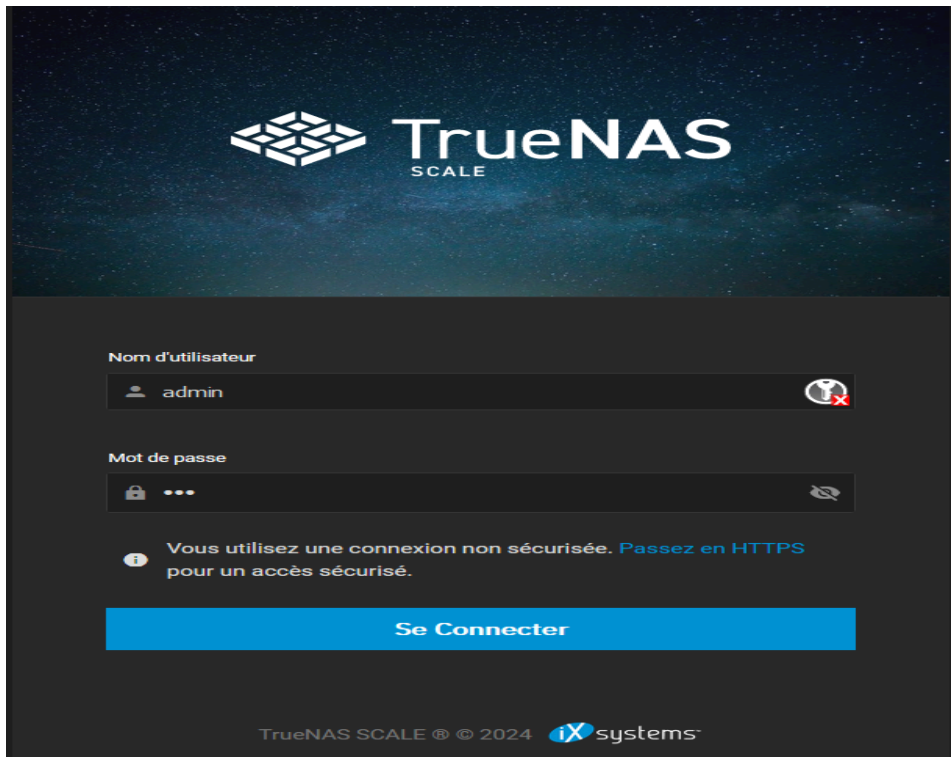 TrueNAS
SCALE
Nom d'utilisateur
admin
Mot de passe
•••
Vous utilisez une connexion non sécurisée. Passez en HTTPS
pour un accès sécurisé.
Se Connecter
TrueNAS SCALE ® © 2024 iX systems